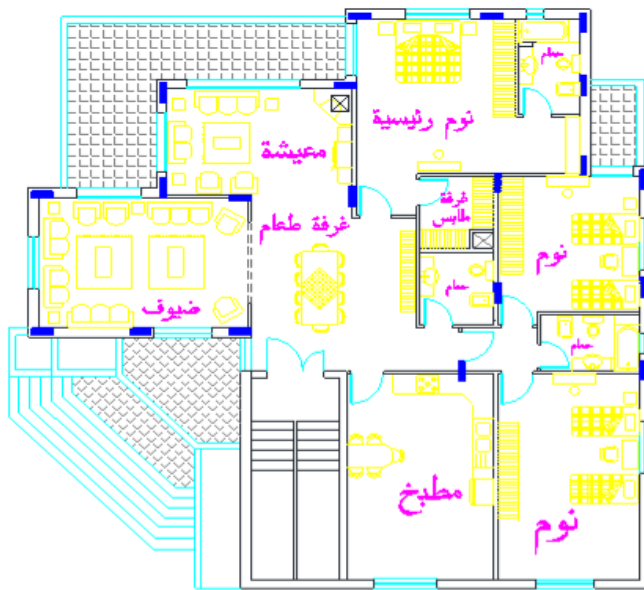 حمام
نوم رئيسية
معيشة
غرفة
ملابس
غرفة طعام
نوم
حمام
ضيوف
حمام
مطبخ
نوم